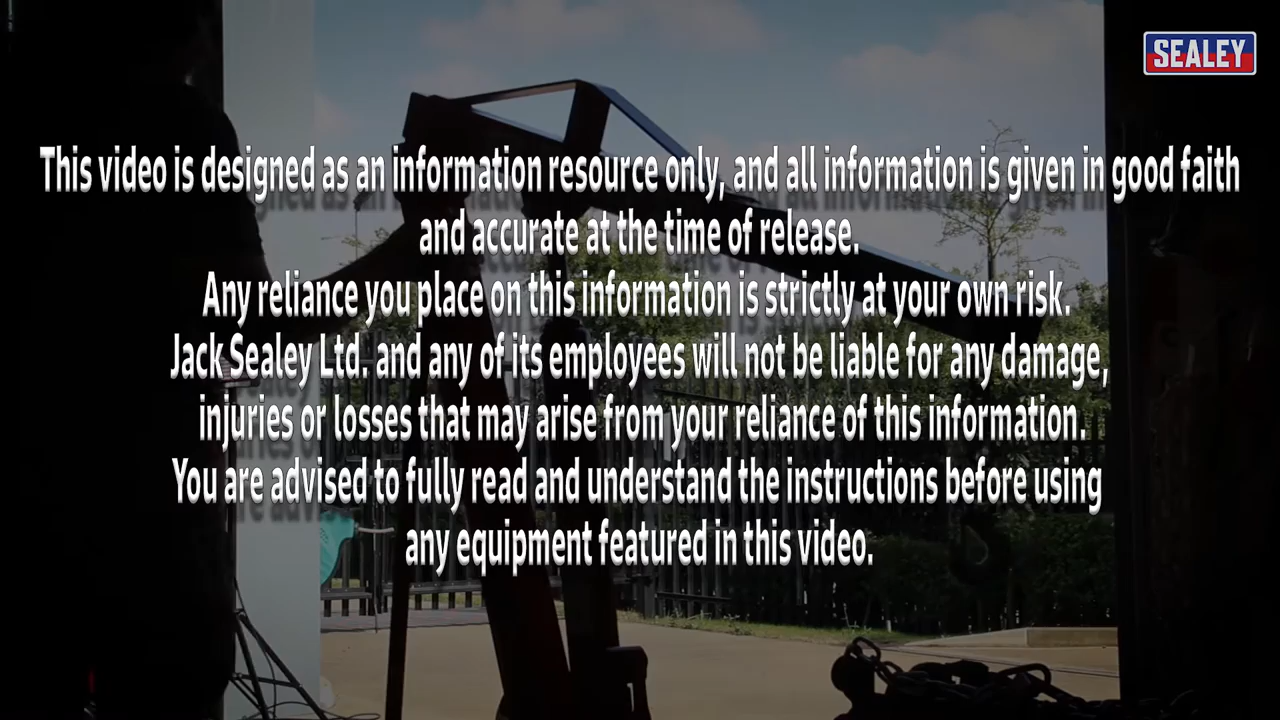 SEALEY
This video is designed as an information resource only, and all information is given in good faith
and accurate at the time of release.
Any reliance you place on this information is strictly at your own risk.
Jack Sealey Ltd. and any of its employees will not be liable for any damage,
injuries or losses that may arise from your reliance of this information.
You are advised to fully read and understand the instructions before using
any equipment featured in this video.